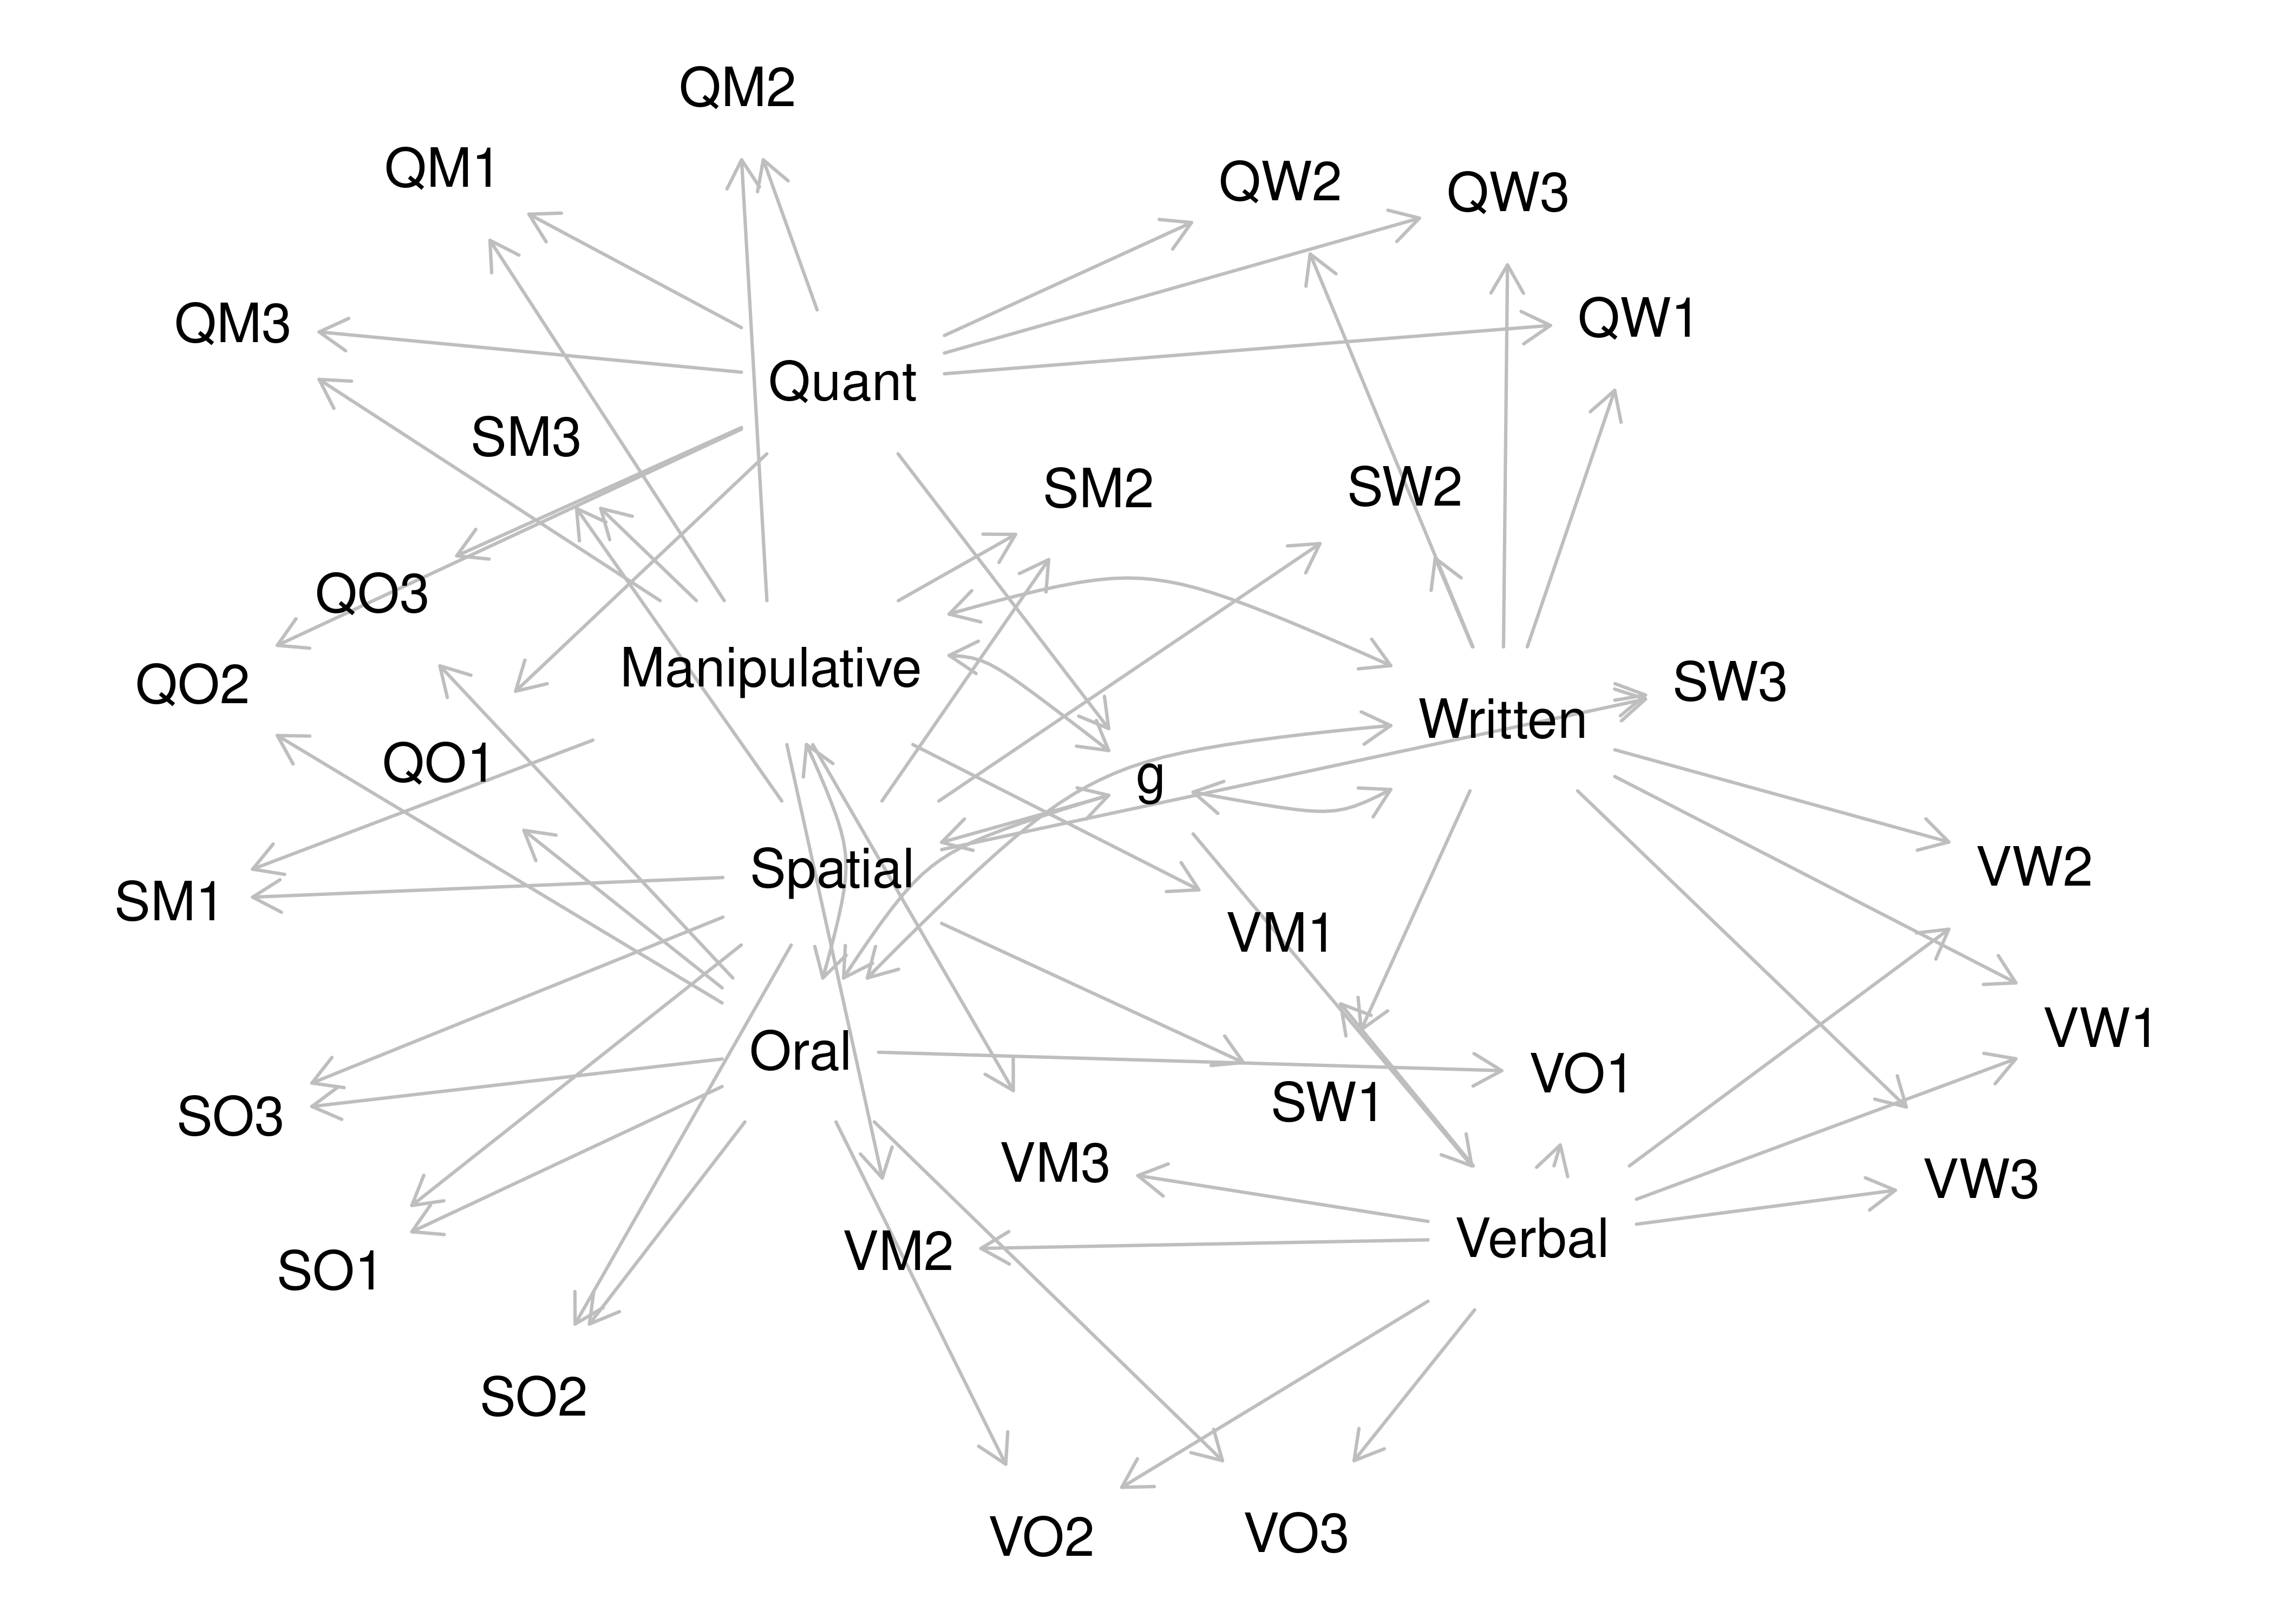 QM2
QM1
QW2
QW3
QM3
QW1
Quant
SM3
SM2
SW2
QO3
Manipulative
QO2
SW3
Written
QO1
g
Spatial
VW2
SM1
VM1
VW1
Oral
VO1
SW1
SO3
VM3
VW3
Verbal
VM2
SO1
SO2
VO2
VO3